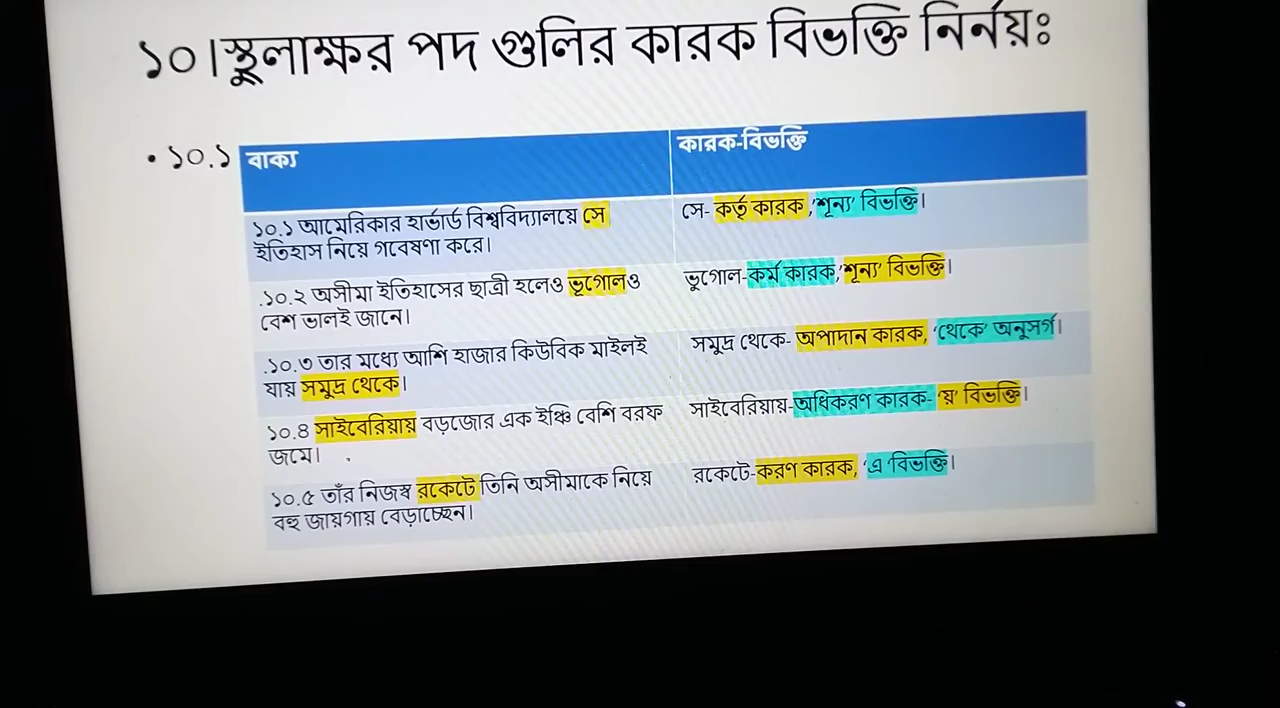 ১০।স্থুলাক্ষর পদ গুলির কারক বিভক্তি নির্নয়ঃ
• ১০.১
বাক্য
কারক-বিভক্তি
১০.১ আমেরিকার হার্ভার্ড বিশ্ববিদ্যালয়ে সে
ইতিহাস নিয়ে গবেষণা করে।
সে- কর্তৃ কারক ,'শূন্য' বিভক্তি।
.১০.২ অসীমা ইতিহাসের ছাত্রী হলেও ভূগোলও
বেশ ভালই জানে।
ভুগোল-কর্ম কারক,'শূন্য' বিভক্তি।
.১০.৩ তার মধ্যে আশি হাজার কিউবিক মাইলই
যায় সমুদ্র থেকে।
সমুদ্র থেকে- অপাদান কারক, 'থেকে' অনুসর্গ।
১০.৪ সাইবেরিয়ায় বড়জোর এক ইঞ্চি বেশি বরফ
জমে।
সাইবেরিয়ায়-অধিকরণ কারক- 'য়' বিভক্তি।
১০.৫ তাঁর নিজস্ব রকেটে তিনি অসীমাকে নিয়ে
বহু জায়গায় বেড়াচ্ছেন।
রকেটে-করণ কারক, 'এ 'বিভক্তি।